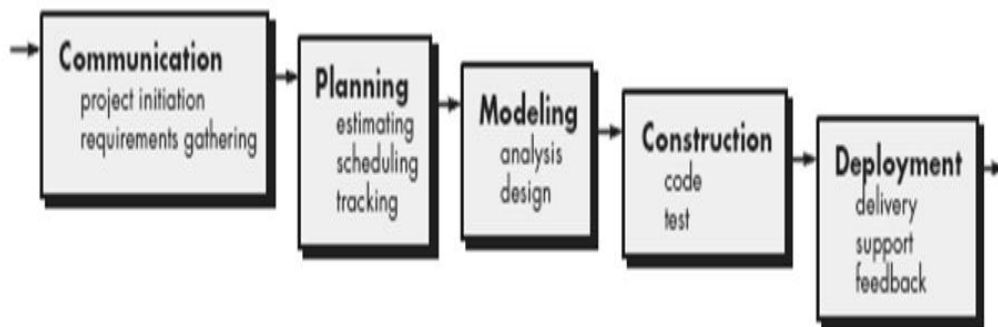 Communication
project initiation
requirements gathering
Planning
estimating
scheduling
tracking
Modeling
analysis
design
Construction
code
test
Deployment
delivery
support
feedback